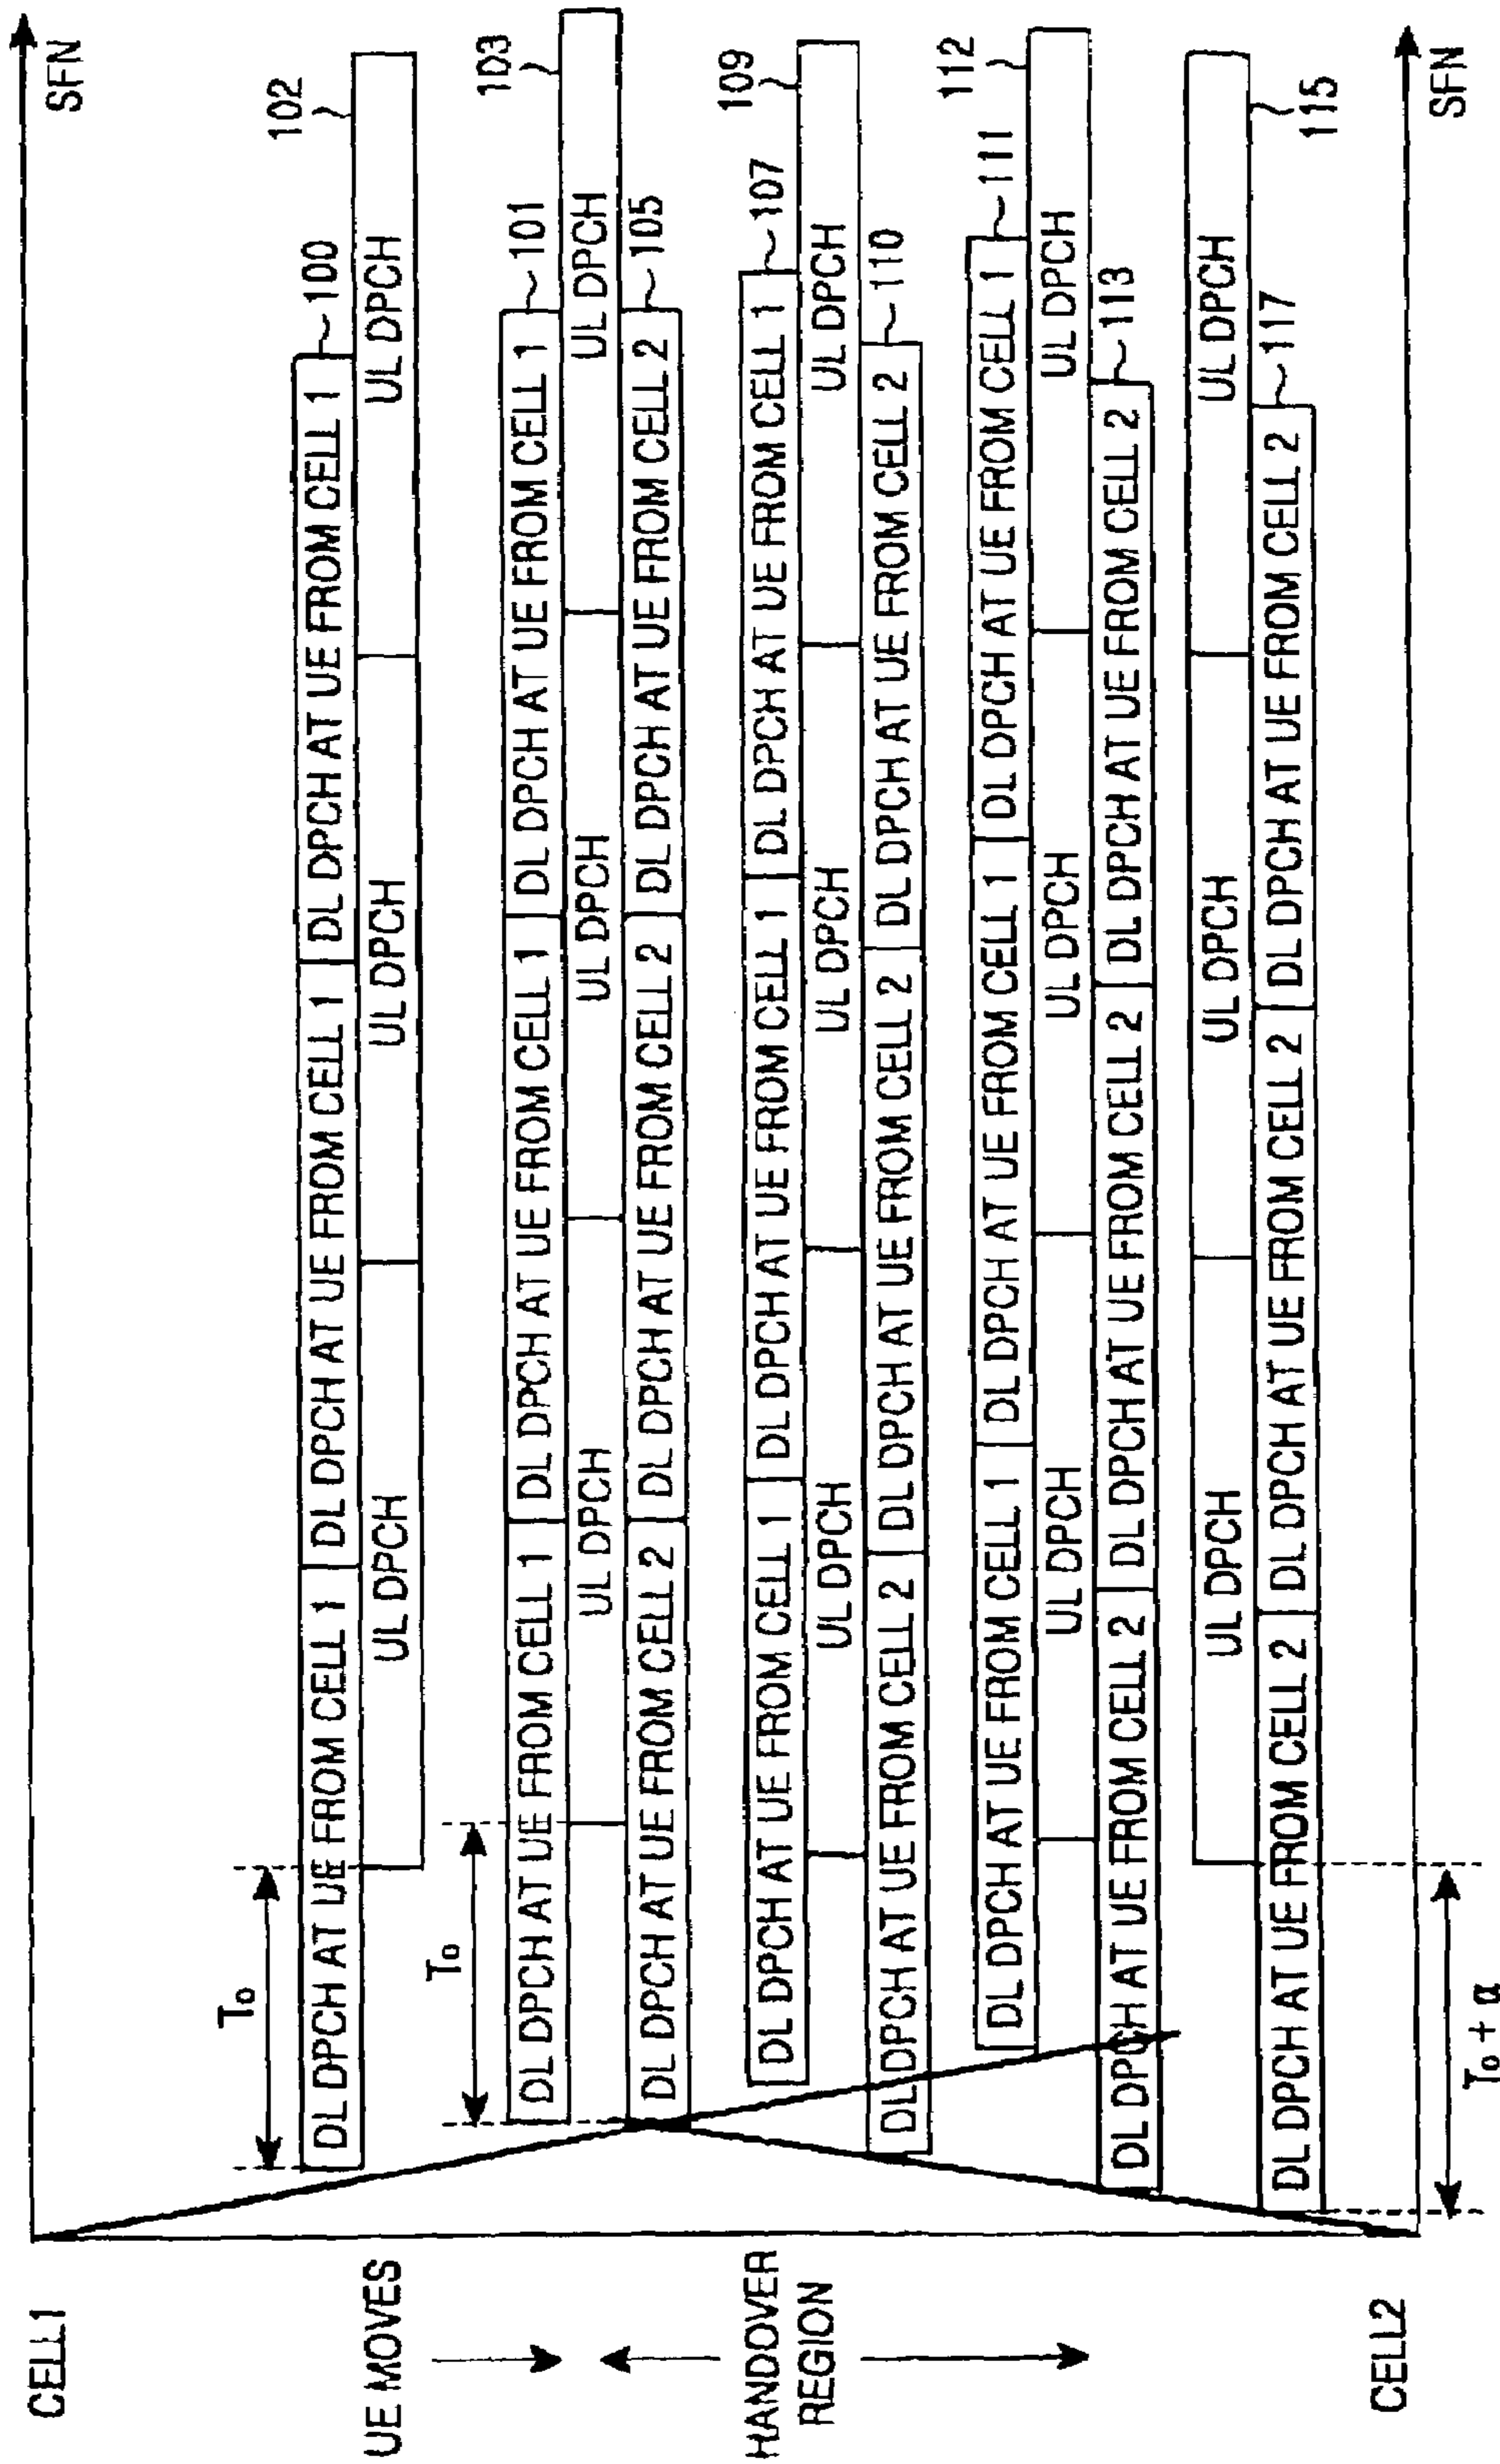 CELL1
SFN
T₀
102
DL DPCH AT UE FROM CELL 1 DL DPCH AT UE FROM CELL 1 DL DPCH AT UE FROM CELL 1 100
UL DPCH UL DPCH UL DPCH
UE MOVES
T₀
103
DL DPCH AT UE FROM CELL 1 DL DPCH AT UE FROM CELL 1 DL DPCH AT UE FROM CELL 1 101
UL DPCH UL DPCH UL DPCH
DL DPCH AT UE FROM CELL 2 DL DPCH AT UE FROM CELL 2 DL DPCH AT UE FROM CELL 2 105
109
DL DPCH AT UE FROM CELL 1 DL DPCH AT UE FROM CELL 1 DL DPCH AT UE FROM CELL 1 107
HANDOVER
REGION
UL DPCH UL DPCH UL DPCH
DL DPCH AT UE FROM CELL 2 DL DPCH AT UE FROM CELL 2 DL DPCH AT UE FROM CELL 2 110
112
DL DPCH AT UE FROM CELL 1 DL DPCH AT UE FROM CELL 1 DL DPCH AT UE FROM CELL 1 111
UL DPCH UL DPCH UL DPCH
DL DPCH AT UE FROM CELL 2 DL DPCH AT UE FROM CELL 2 DL DPCH AT UE FROM CELL 2 113
UL DPCH UL DPCH UL DPCH
DL DPCH AT UE FROM CELL 2 DL DPCH AT UE FROM CELL 2 DL DPCH AT UE FROM CELL 2 117
115
CELL2
SFN
T₀ + α